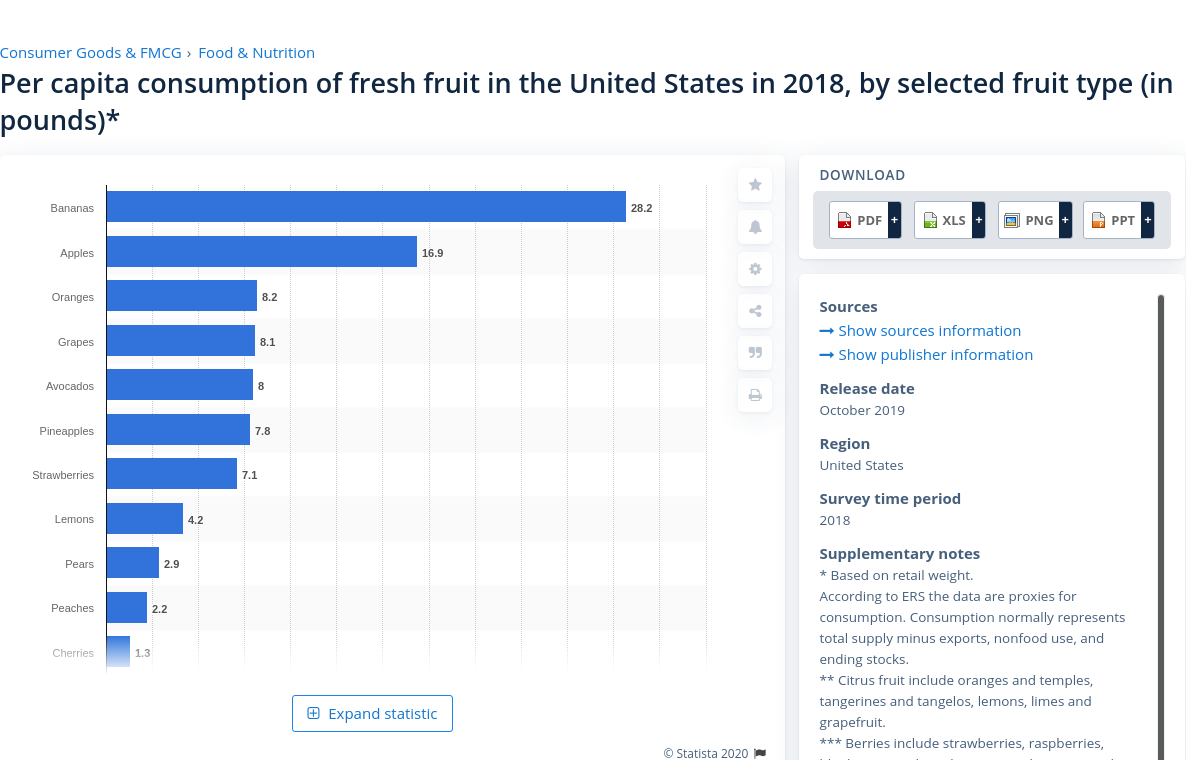 Consumer Goods & FMCG › Food & Nutrition
Per capita consumption of fresh fruit in the United States in 2018, by selected fruit type (in
pounds)*
Bananas 28.2
Apples 16.9
Oranges 8.2
Grapes 8.1
Avocados 8
Pineapples 7.8
Strawberries 7.1
Lemons 4.2
Pears 2.9
Peaches 2.2
Cherries 1.3
Expand statistic
© Statista 2020
DOWNLOAD
PDF + XLS + PNG + PPT +
Sources
Show sources information
Show publisher information
Release date
October 2019
Region
United States
Survey time period
2018
Supplementary notes
* Based on retail weight.
According to ERS the data are proxies for
consumption. Consumption normally represents
total supply minus exports, nonfood use, and
ending stocks.
** Citrus fruit include oranges and temples,
tangerines and tangelos, lemons, limes and
grapefruit.
*** Berries include strawberries, raspberries,